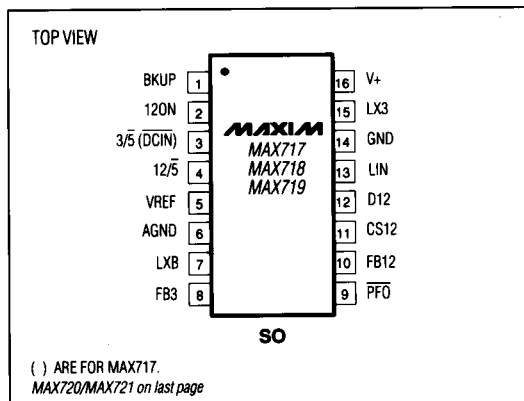 TOP VIEW
BKUP 1
12ON 2
3/5̅ (D̅C̅I̅N̅) 3
12/5̅ 4
VREF 5
AGND 6
LXB 7
FB3 8
MAXIM
MAX717
MAX718
MAX719
16 V+
15 LX3
14 GND
13 LIN
12 D12
11 CS12
10 FB12
9 P̅F̅O̅
SO
( ) ARE FOR MAX717.
MAX720/MAX721 on last page